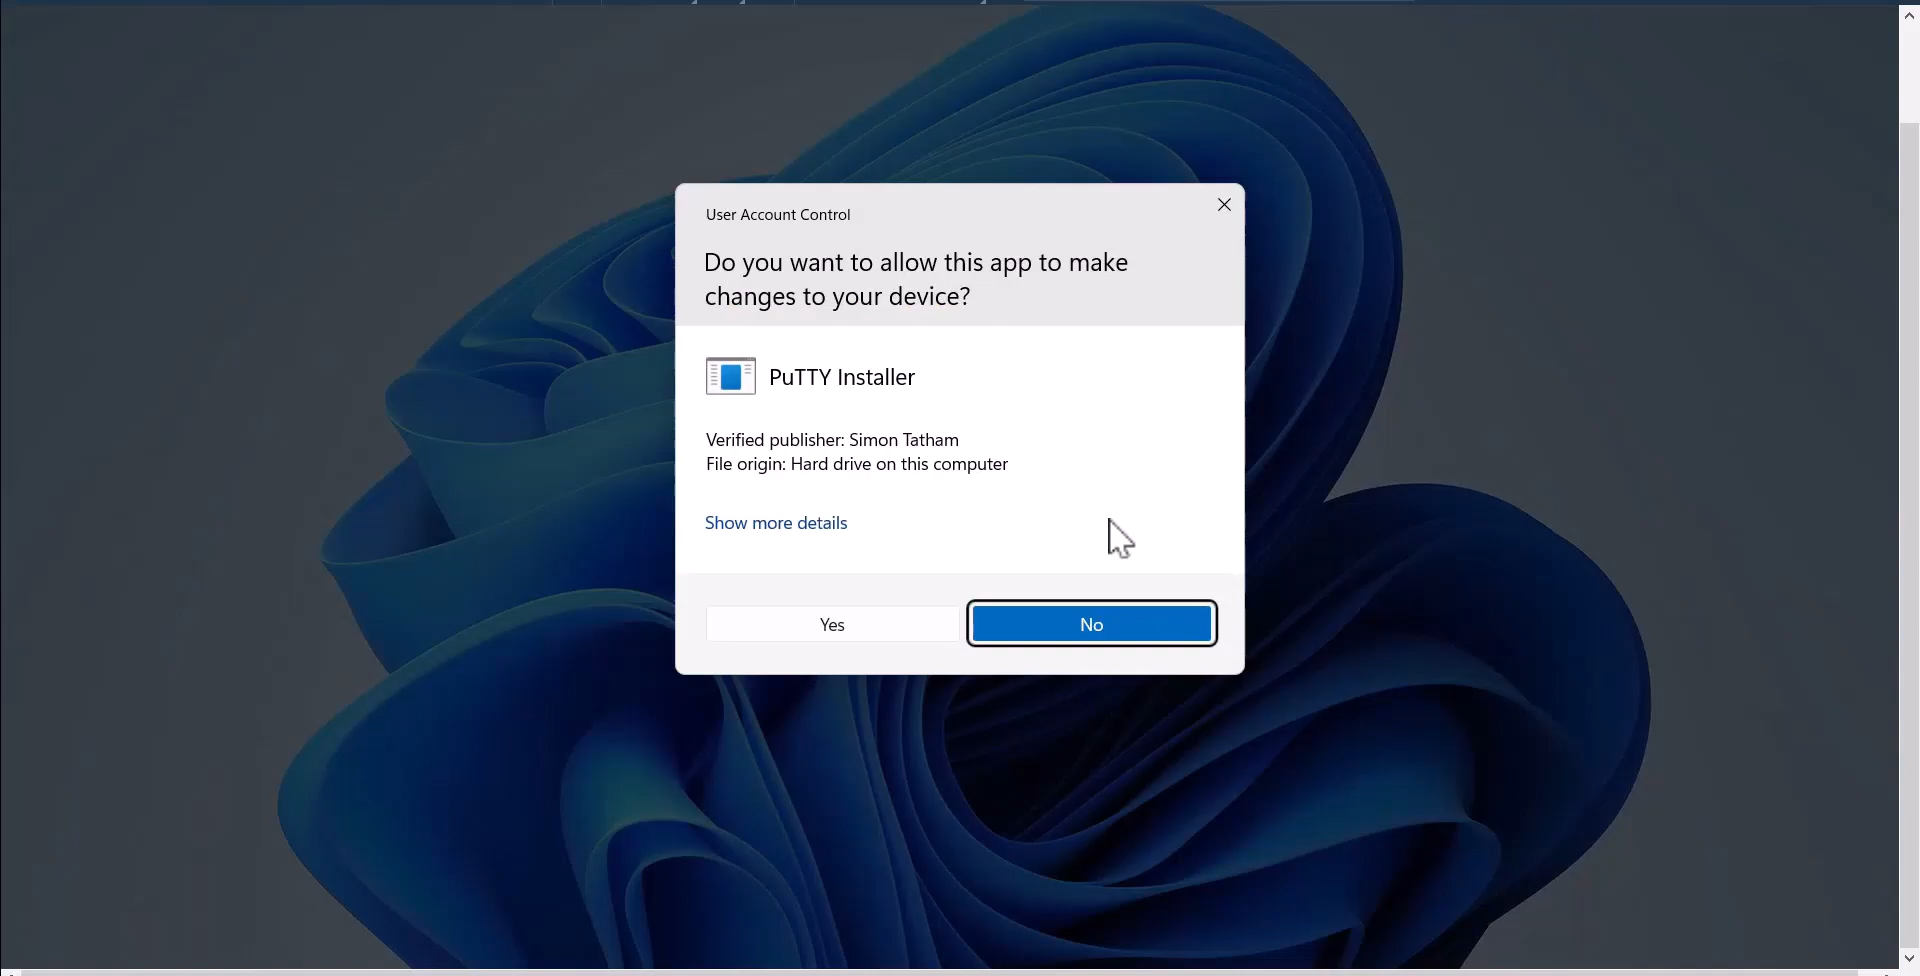 User Account Control
Do you want to allow this app to make
changes to your device?
PuTTY Installer
Verified publisher: Simon Tatham
File origin: Hard drive on this computer
Show more details
Yes
No